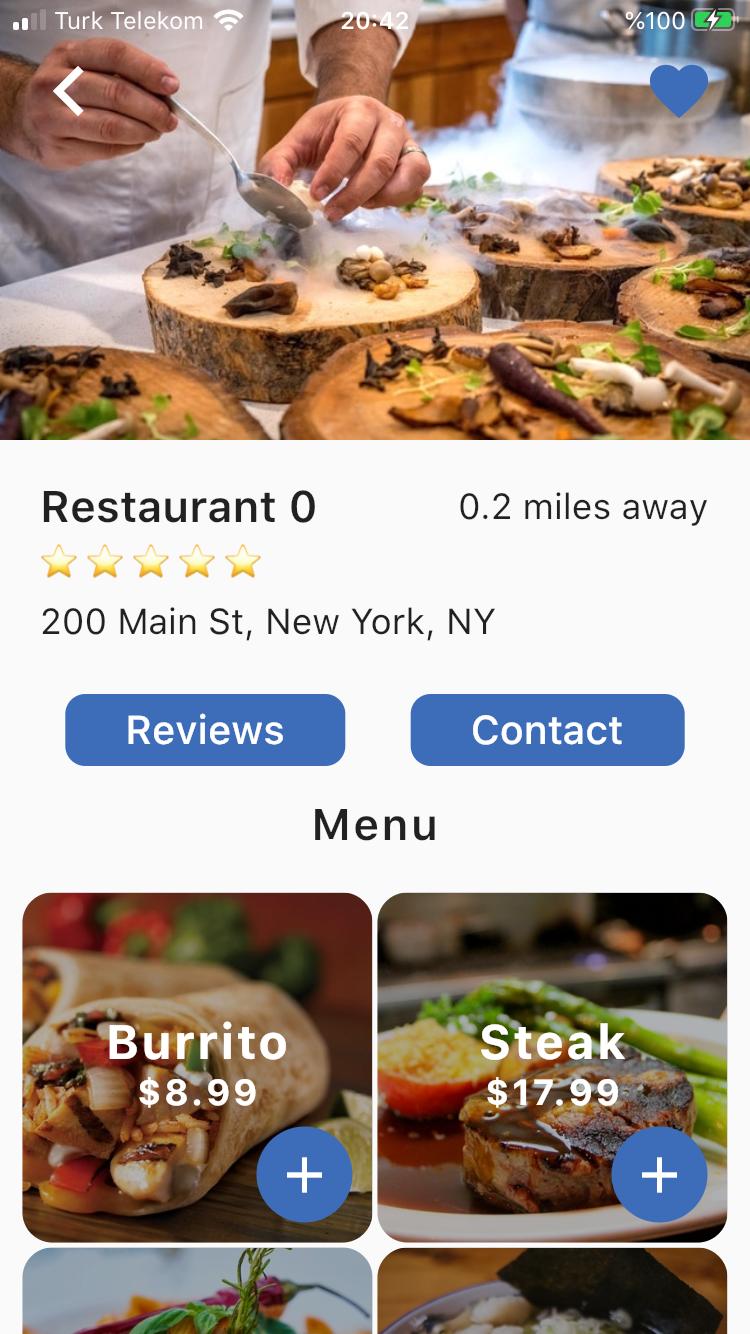 Turk Telekom 20:42 %100
Restaurant 0 0.2 miles away
200 Main St, New York, NY
Reviews Contact
Menu
Burrito Steak
$8.99 $17.99